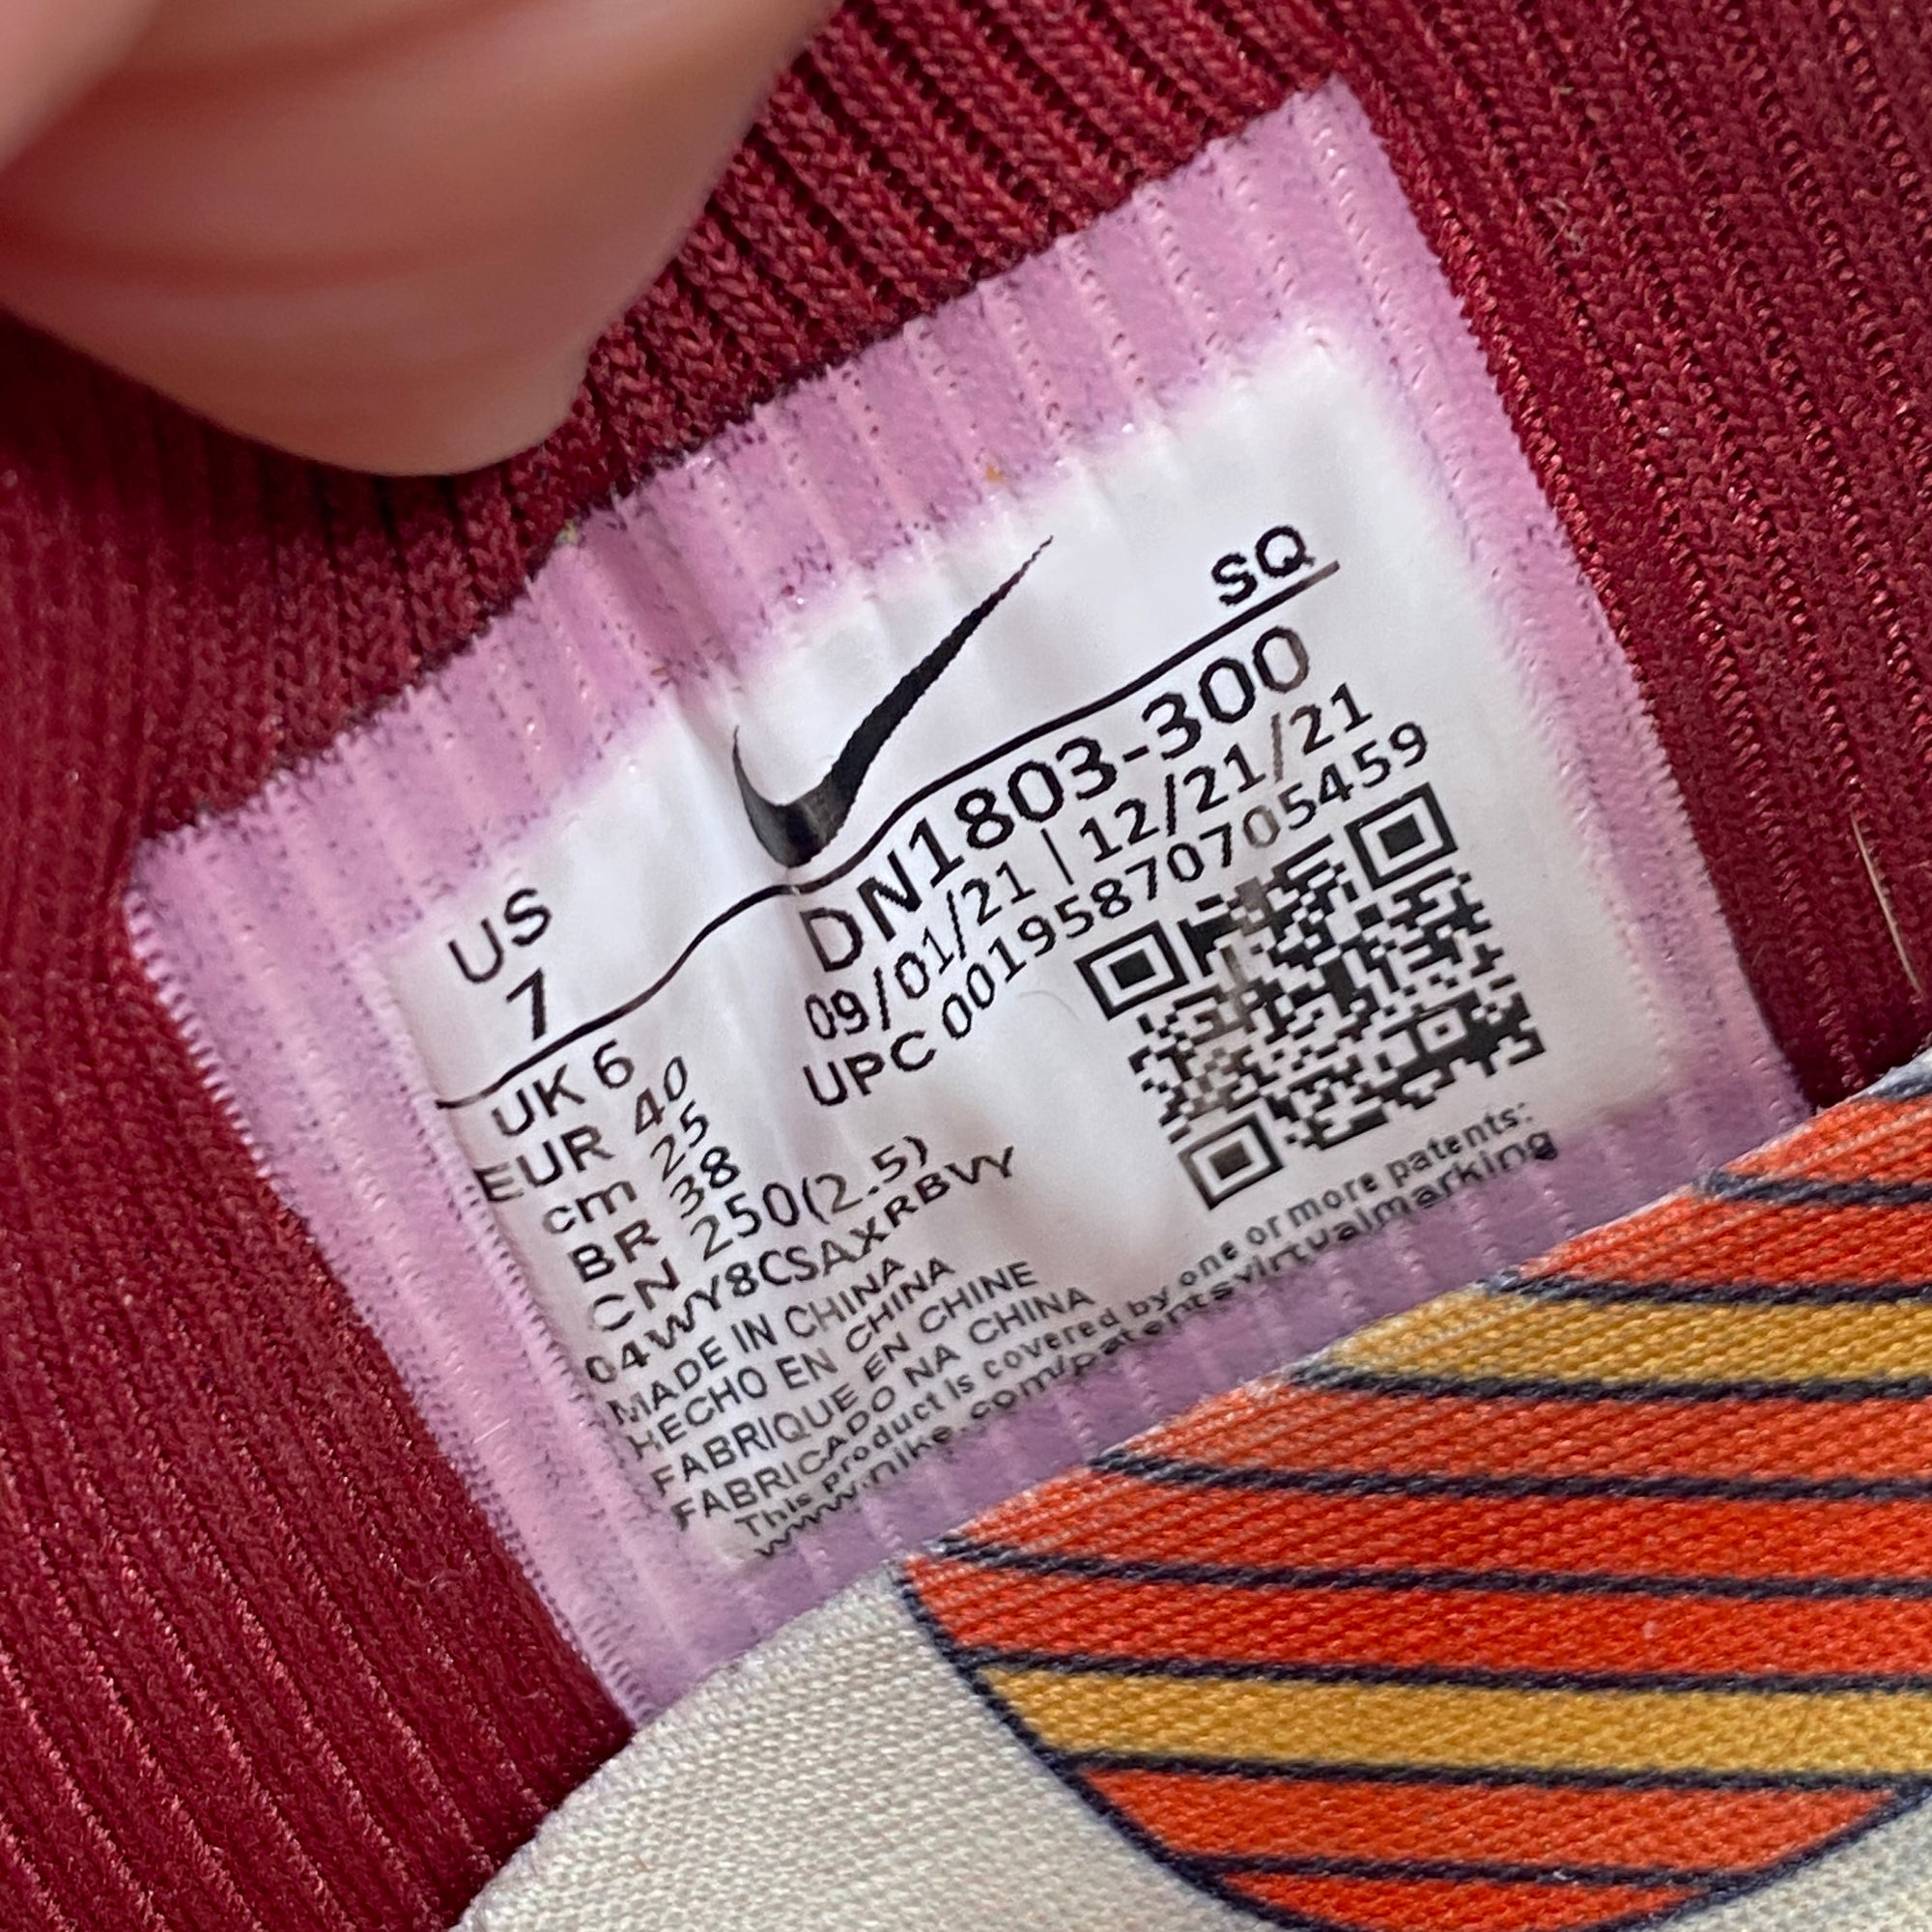 SQ
US
7
DN1803-300
09/01/21 | 12/21/21
UPC 00195870705459
UK 6
EUR 40
cm 25
BR 38
CN 250(2.5)
04WY8CSAXRBVY
MADE IN CHINA
HECHO EN CHINA
FABRIQUE EN CHINE
FABRICADO NA CHINA
This product is covered by one or more patents:
www.nike.com/patentsvirtualmarking